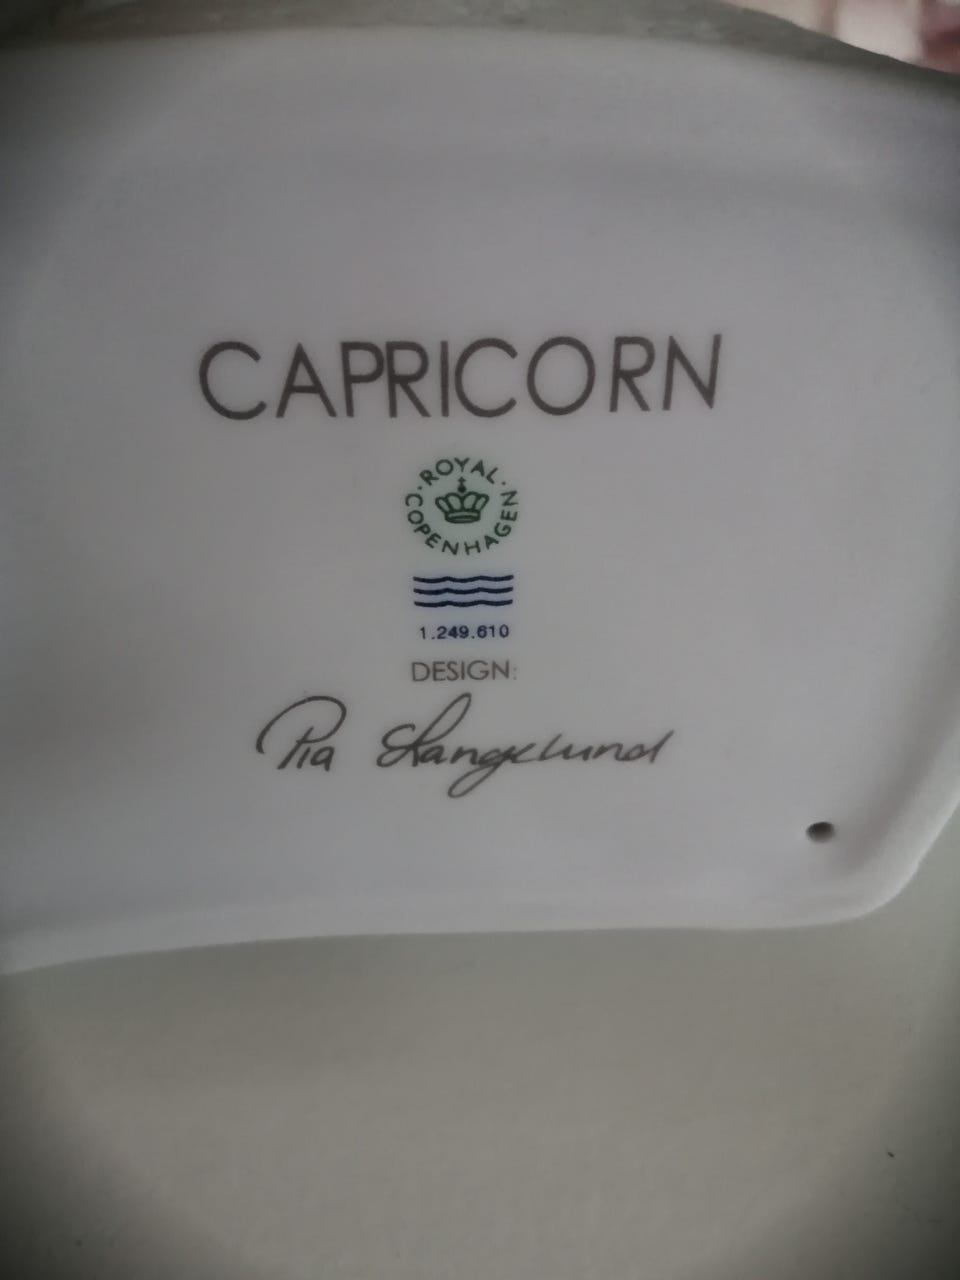 CAPRICORN
· ROYAL ·
COPENHAGEN
1.249.610
DESIGN:
Pia Langelund